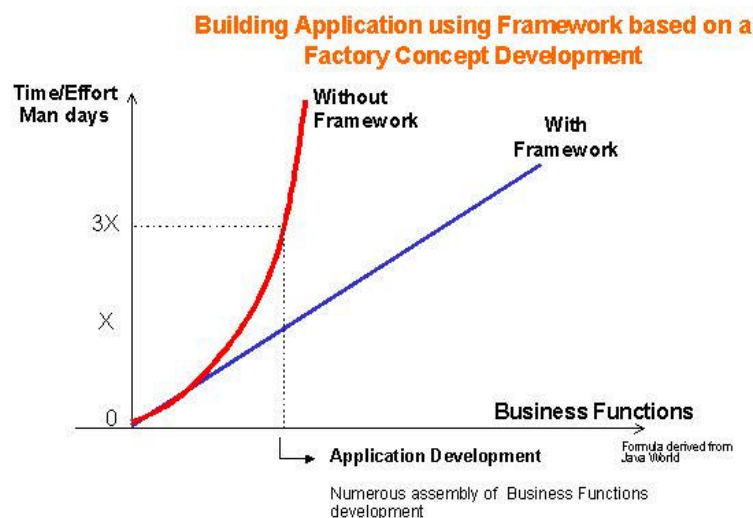 Building Application using Framework based on a
Factory Concept Development
Time/Effort
Man days
Without
Framework
With
Framework
3X
X
0
Business Functions
Formula derived from
Java World
Application Development
Numerous assembly of Business Functions
development